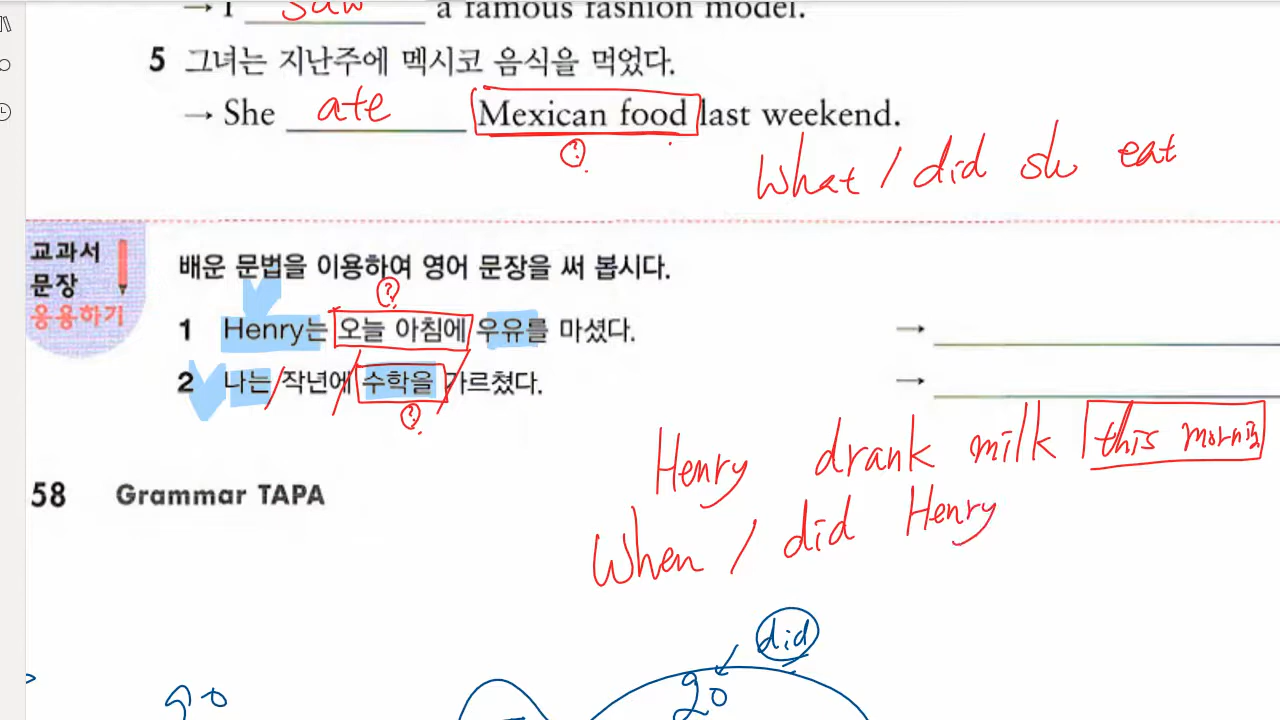 → I saw a famous fashion model.
5 그녀는 지난주에 멕시코 음식을 먹었다.
→ She ate Mexican food last weekend.
?
What / did she eat
교과서
문장
응용하기
배운 문법을 이용하여 영어 문장을 써 봅시다.
?
1 Henry는 오늘 아침에 우유를 마셨다. →
2 나는 / 작년에 / 수학을 / 가르쳤다. →
?
Henry drank milk this morning
58 Grammar TAPA
When / did Henry
did
go
go